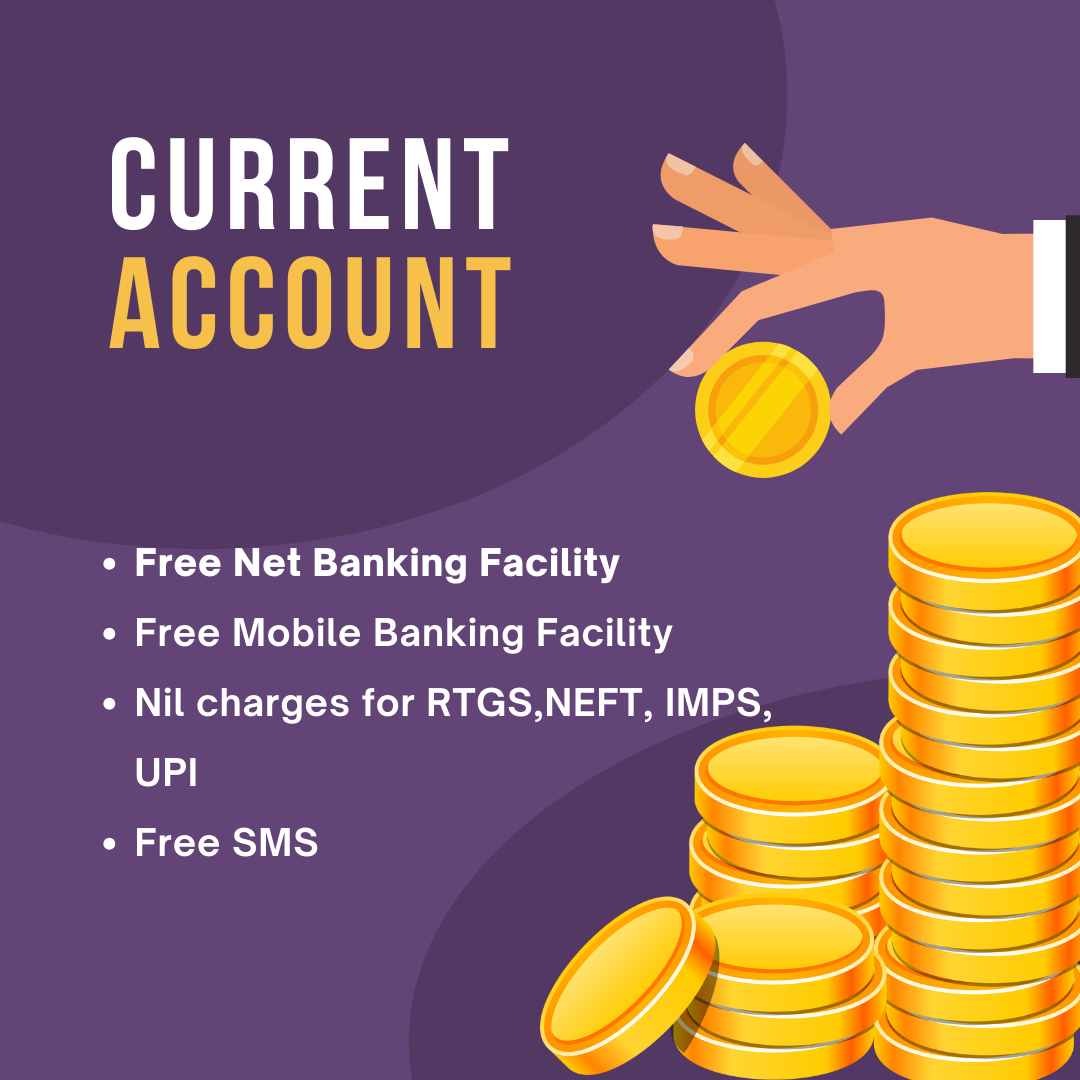 CURRENT
ACCOUNT
• Free Net Banking Facility
• Free Mobile Banking Facility
• Nil charges for RTGS,NEFT, IMPS,
UPI
• Free SMS